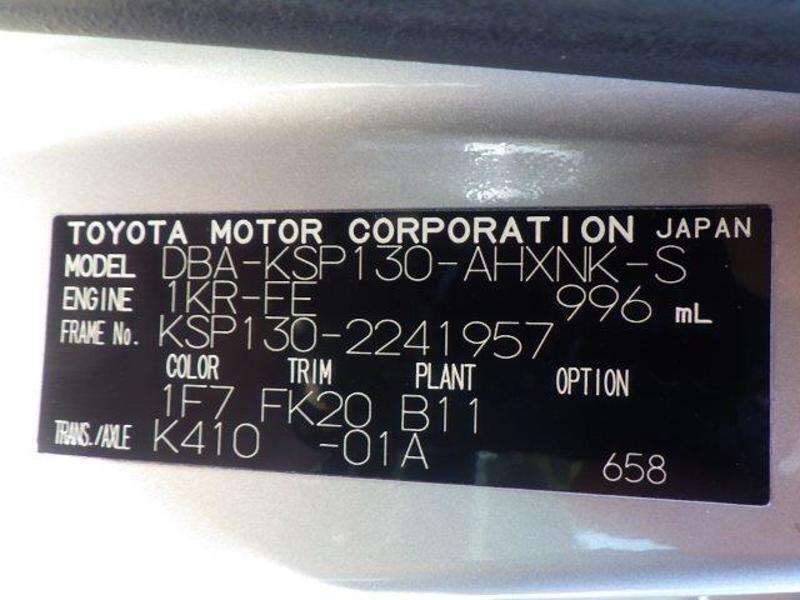 TOYOTA MOTOR CORPORATION JAPAN
MODEL DBA-KSP130-AHXNK-S
ENGINE 1KR-FE 996 mL
FRAME No. KSP130-2241957
COLOR TRIM PLANT OPTION
1F7 FK20 B11
TRANS./AXLE K410 -01A
658